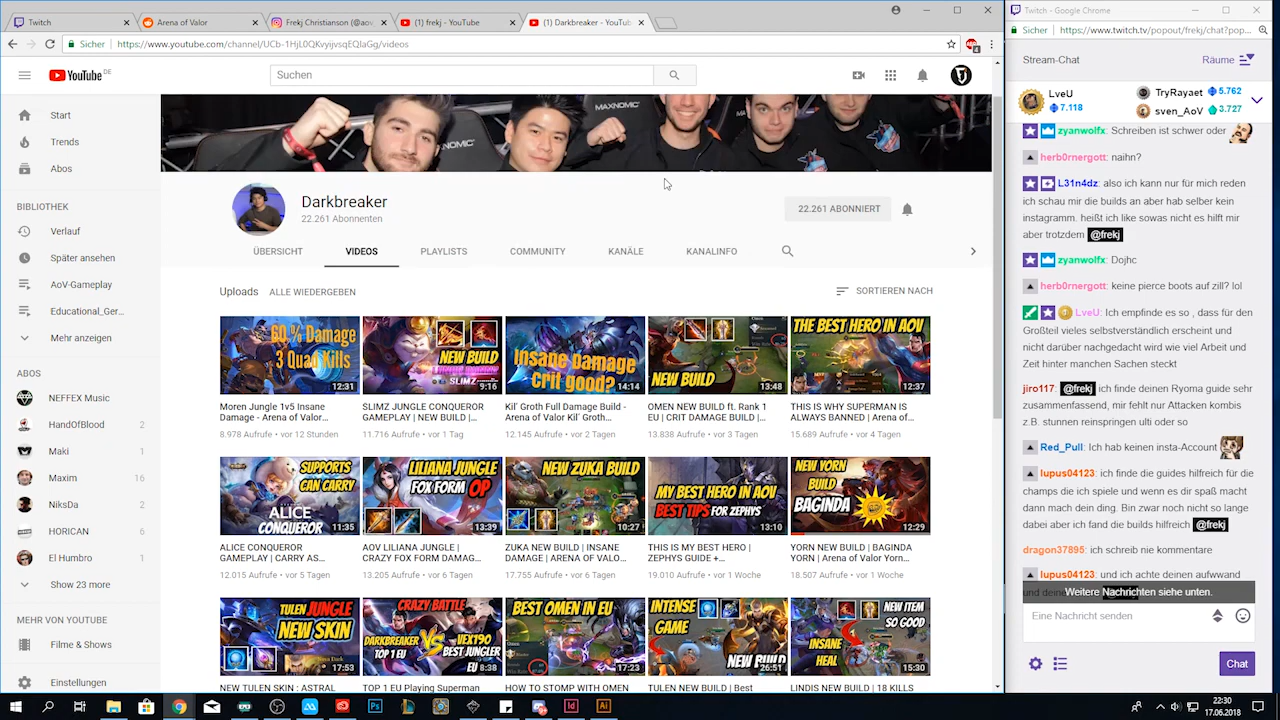 Twitch
Arena of Valor
Frekj Christianson (@aov
(1) frekj - YouTube
(1) Darkbreaker - YouTub
Sicher
https://www.youtube.com/channel/UCb-1HjL0QKvyijvsqEQIaGg/videos
YouTube DE
Suchen
Start
Trends
Abos
BIBLIOTHEK
Verlauf
Später ansehen
AoV-Gameplay
Educational_Ger...
Mehr anzeigen
ABOS
NEFFEX Music
HandOfBlood 2
Maki 1
Maxim 16
NiksDa 2
HORICAN 6
El Humbro 1
Show 23 more
MEHR VON YOUTUBE
Filme & Shows
Einstellungen
MAXNOMIC
Darkbreaker
22.261 Abonnenten
22.261 ABONNIERT
ÜBERSICHT VIDEOS PLAYLISTS COMMUNITY KANÄLE KANALINFO
Uploads ALLE WIEDERGEBEN
SORTIEREN NACH
60 % Damage
3 Quad Kills
12:31
Moren Jungle 1v5 Insane
Damage - Arena of Valor...
8.978 Aufrufe • vor 12 Stunden
NEW BUILD
SLIMZ
9:16
SLIMZ JUNGLE CONQUEROR
GAMEPLAY | NEW BUILD |...
11.716 Aufrufe • vor 1 Tag
Insane damage
crit good?
14:14
Kil' Groth Full Damage Build -
Arena of Valor Kil' Groth...
12.145 Aufrufe • vor 2 Tagen
NEW BUILD
13:48
OMEN NEW BUILD ft. Rank 1
EU | CRIT DAMAGE BUILD |...
13.838 Aufrufe • vor 3 Tagen
THE BEST HERO IN AOV
12:37
THIS IS WHY SUPERMAN IS
ALWAYS BANNED | Arena of...
15.689 Aufrufe • vor 4 Tagen
SUPPORTS
CAN CARRY
ALICE
CONQUEROR
11:35
ALICE CONQUEROR
GAMEPLAY | CARRY AS...
12.015 Aufrufe • vor 5 Tagen
LILIANA JUNGLE
FOX FORM OP
13:39
AOV LILIANA JUNGLE |
CRAZY FOX FORM DAMAG...
13.205 Aufrufe • vor 6 Tagen
NEW ZUKA BUILD
10:27
ZUKA NEW BUILD | INSANE
DAMAGE | ARENA OF VALO...
17.755 Aufrufe • vor 6 Tagen
MY BEST HERO IN AOV
BEST TIPS FOR ZEPHYS
13:10
THIS IS MY BEST HERO |
ZEPHYS GUIDE +...
19.010 Aufrufe • vor 1 Woche
NEW YORN
BUILD
BAGINDA
12:29
YORN NEW BUILD | BAGINDA
YORN | Arena of Valor Yorn...
18.507 Aufrufe • vor 1 Woche
TULEN JUNGLE
NEW SKIN
17:53
NEW TULEN SKIN : ASTRAL
CRAZY BATTLE
DARKBREAKER
TOP 1 EU
VS
VEX190
BEST JUNGLER
EU
8:38
TOP 1 EU Playing Superman
BEST OMEN IN EU
17:23
HOW TO STOMP WITH OMEN
INTENSE
GAME
NEW BUILD
26:51
TULEN NEW BUILD | Best
NEW ITEM
SO GOOD
INSANE
HEAL
15:30
LINDIS NEW BUILD | 18 KILLS
Twitch - Google Chrome
Sicher
https://www.twitch.tv/popout/frekj/chat?pop...
Stream-Chat
Räume
LveU
7.118
TryRayaet 5.762
sven_AoV 3.727
zyanwolfx: Schreiben ist schwer oder
herb0rnergott: naihn?
L31n4dz: also ich kann nur für mich reden
ich schau mir die builds an aber hab selber kein
instagramm. heißt ich like sowas nicht es hilft mir
aber trotzdem @frekj
zyanwolfx: Dojhc
herb0rnergott: keine pierce boots auf zill? lol
LveU: Ich empfinde es so , dass für den
Großteil vieles selbstverständlich erscheint und
nicht darüber nachgedacht wird wie viel Arbeit und
Zeit hinter manchen Sachen steckt
jiro117: @frekj ich finde deinen Ryoma guide sehr
zusammenfassend, mir fehlt nur Attacken kombis
z.B. stunnen reinspringen ulti oder so
Red_Pull: Ich hab keinen insta-Account
lupus04123: ich finde die guides hilfreich für die
champs die ich spiele und wenn es dir spaß macht
dann mach dein ding. Bin zwar noch nicht so lange
dabei aber ich fand die builds hilfreich @frekj
dragon37895: ich schreib nie kommentare
lupus04123: und ich achte deinen aufwwand
Weitere Nachrichten siehe unten.
Eine Nachricht senden
Chat
22:30
17.06.2018